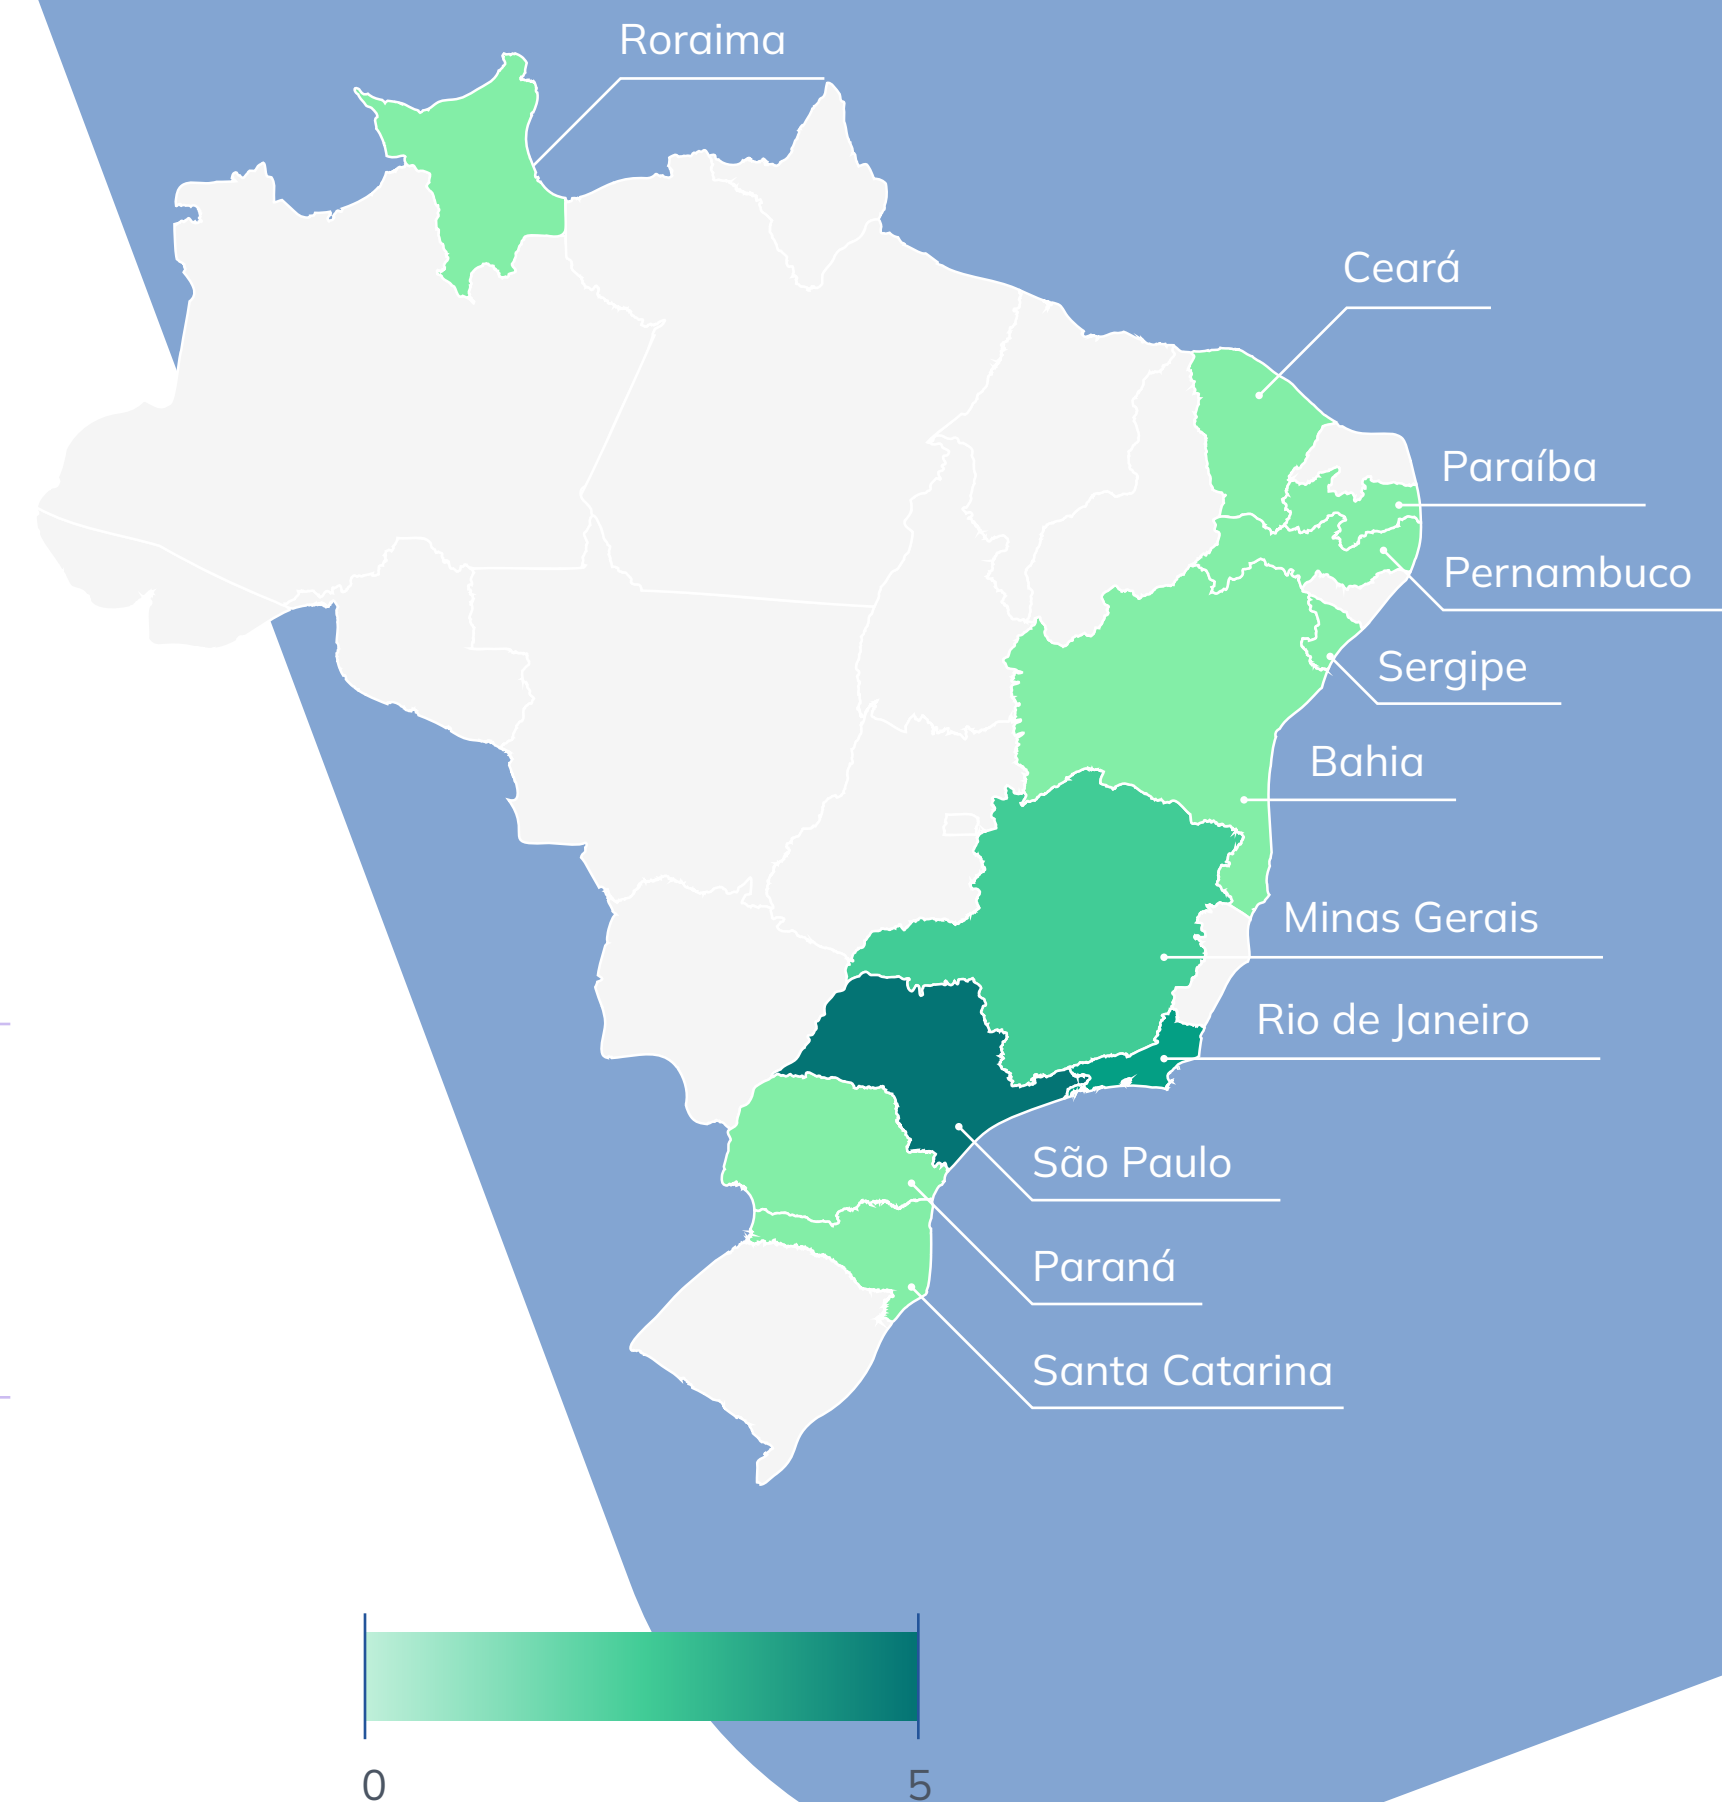 Roraima
Ceará
Paraíba
Pernambuco
Sergipe
Bahia
Minas Gerais
Rio de Janeiro
São Paulo
Paraná
Santa Catarina
0
5